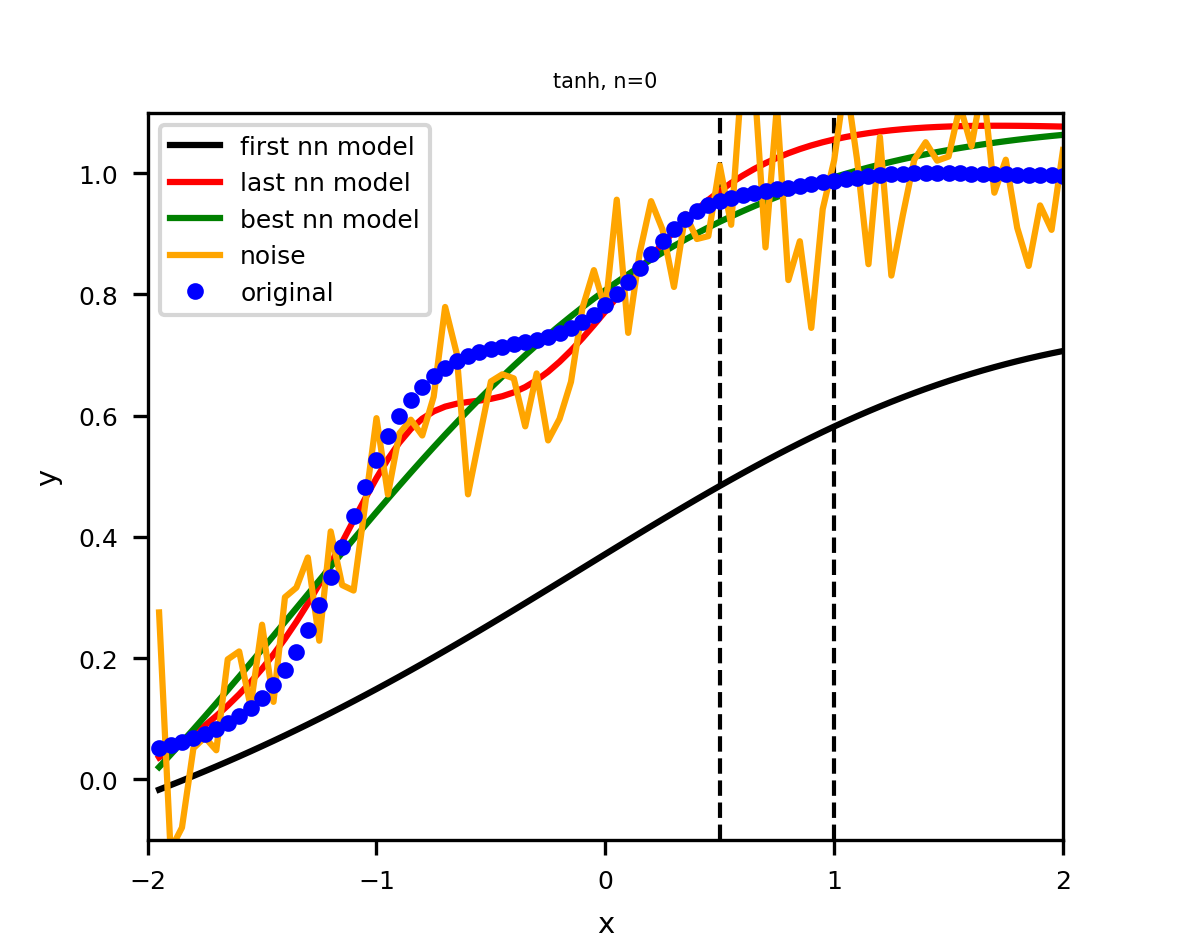 tanh, n=0
first nn model
last nn model
best nn model
noise
original
1.0
0.8
0.6
0.4
0.2
0.0
y
−2
−1
0
1
2
x